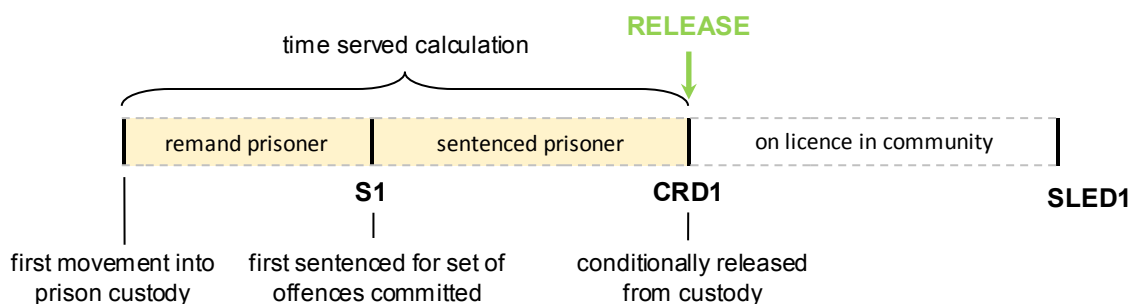 RELEASE
time served calculation
remand prisoner
sentenced prisoner
on licence in community
S1
CRD1
SLED1
first movement into
prison custody
first sentenced for set of
offences committed
conditionally released
from custody